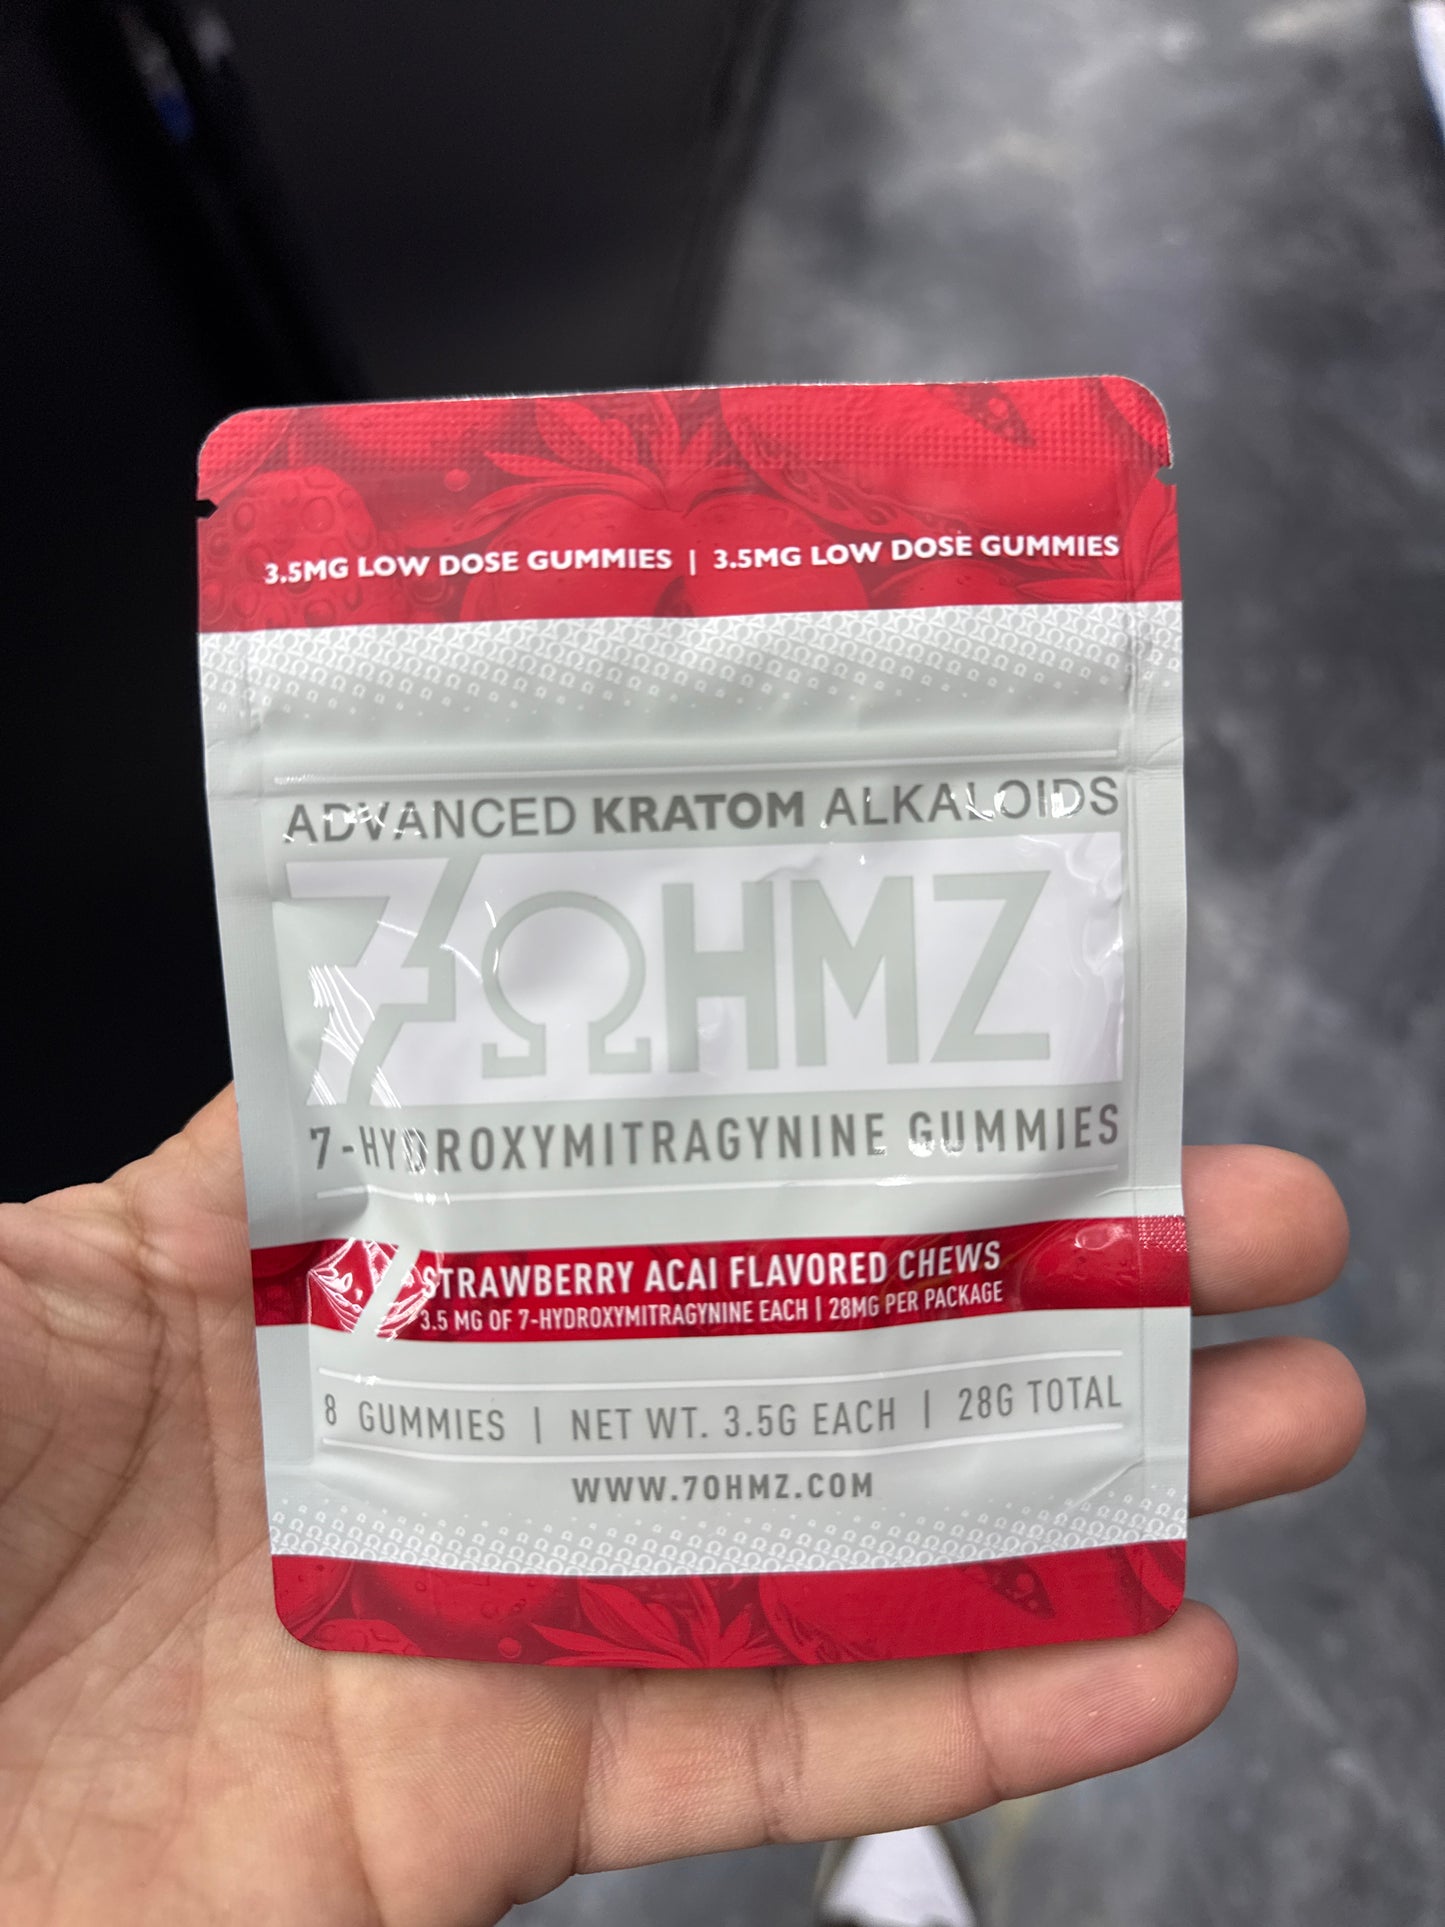 3.5MG LOW DOSE GUMMIES | 3.5MG LOW DOSE GUMMIES
ADVANCED KRATOM ALKALOIDS
7ΩHMZ
7-HYDROXYMITRAGYNINE GUMMIES
STRAWBERRY ACAI FLAVORED CHEWS
3.5 MG OF 7-HYDROXYMITRAGYNINE EACH | 28MG PER PACKAGE
8 GUMMIES | NET WT. 3.5G EACH | 28G TOTAL
WWW.7OHMZ.COM